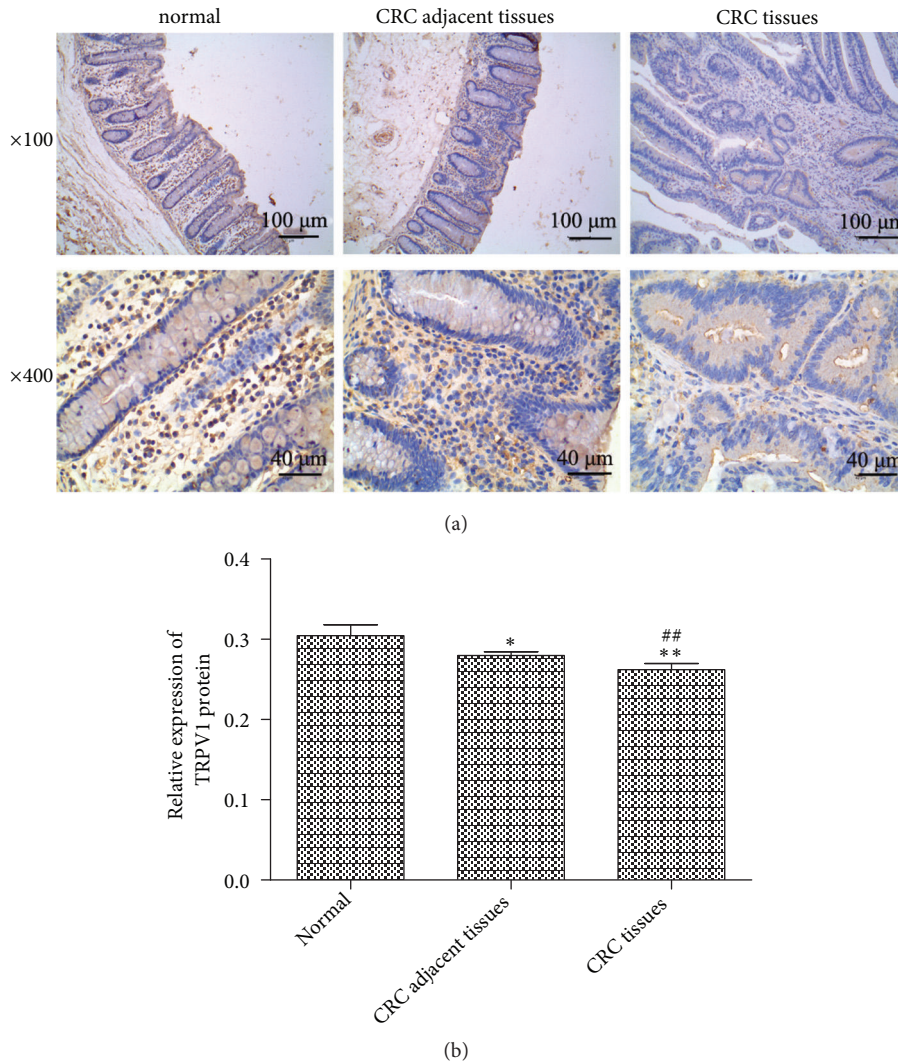 normal CRC adjacent tissues CRC tissues
×100
100 μm 100 μm 100 μm
×400
40 μm 40 μm 40 μm
(a)
0.4
0.3
0.2
0.1
0.0
Relative expression of
TRPV1 protein
*
##
**
Normal
CRC adjacent tissues
CRC tissues
(b)